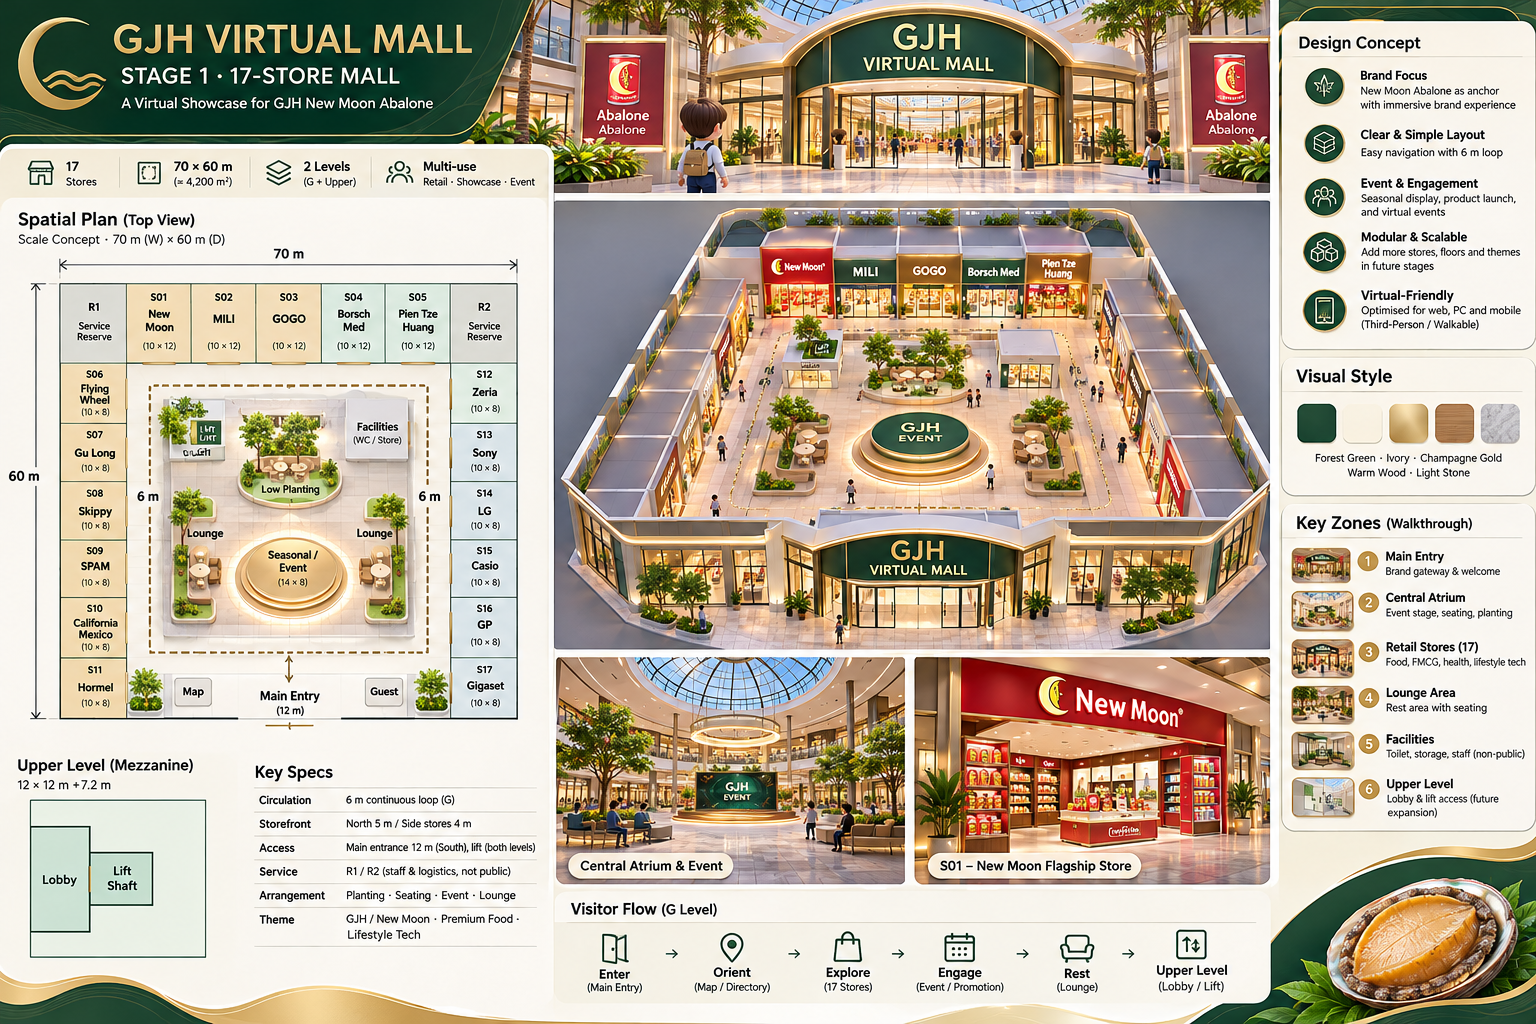 GJH VIRTUAL MALL
STAGE 1 · 17-STORE MALL
A Virtual Showcase for GJH New Moon Abalone
17
Stores
70 × 60 m
(≈ 4,200 m²)
2 Levels
(G + Upper)
Multi-use
Retail · Showcase · Event
Spatial Plan (Top View)
Scale Concept · 70 m (W) × 60 m (D)
70 m
60 m
R1
Service
Reserve
S01
New
Moon
(10 × 12)
S02
MILI
(10 × 12)
S03
GOGO
(10 × 12)
S04
Borsch
Med
(10 × 12)
S05
Pien Tze
Huang
(10 × 12)
R2
Service
Reserve
S06
Flying
Wheel
(10 × 8)
S07
Gu Long
(10 × 8)
S08
Skippy
(10 × 8)
S09
SPAM
(10 × 8)
S10
California
Mexico
(10 × 8)
S11
Hormel
(10 × 8)
S12
Zeria
(10 × 8)
S13
Sony
(10 × 8)
S14
LG
(10 × 8)
S15
Casio
(10 × 8)
S16
GP
(10 × 8)
S17
Gigaset
(10 × 8)
Facilities
(WC / Store)
6 m
6 m
Low Planting
Lounge
Lounge
Seasonal /
Event
(14 × 8)
Map
Main Entry
(12 m)
Guest
Upper Level (Mezzanine)
12 × 12 m +7.2 m
Lobby
Lift
Shaft
Key Specs
Circulation 6 m continuous loop (G)
Storefront North 5 m / Side stores 4 m
Access Main entrance 12 m (South), lift (both levels)
Service R1 / R2 (staff & logistics, not public)
Arrangement Planting · Seating · Event · Lounge
Theme GJH / New Moon · Premium Food ·
Lifestyle Tech
GJH
VIRTUAL MALL
Abalone
Abalone
Abalone
Abalone
New Moon®
MILI
GOGO
Borsch Med
Pien Tze
Huang
GJH
EVENT
GJH
VIRTUAL MALL
GJH
EVENT
Central Atrium & Event
New Moon®
S01 – New Moon Flagship Store
Visitor Flow (G Level)
Enter
(Main Entry)
Orient
(Map / Directory)
Explore
(17 Stores)
Engage
(Event / Promotion)
Rest
(Lounge)
Upper Level
(Lobby / Lift)
Design Concept
Brand Focus
New Moon Abalone as anchor
with immersive brand experience
Clear & Simple Layout
Easy navigation with 6 m loop
Event & Engagement
Seasonal display, product launch,
and virtual events
Modular & Scalable
Add more stores, floors and themes
in future stages
Virtual-Friendly
Optimised for web, PC and mobile
(Third-Person / Walkable)
Visual Style
Forest Green · Ivory · Champagne Gold
Warm Wood · Light Stone
Key Zones (Walkthrough)
1 Main Entry
Brand gateway & welcome
2 Central Atrium
Event stage, seating, planting
3 Retail Stores (17)
Food, FMCG, health, lifestyle tech
4 Lounge Area
Rest area with seating
5 Facilities
Toilet, storage, staff (non-public)
6 Upper Level
Lobby & lift access (future
expansion)